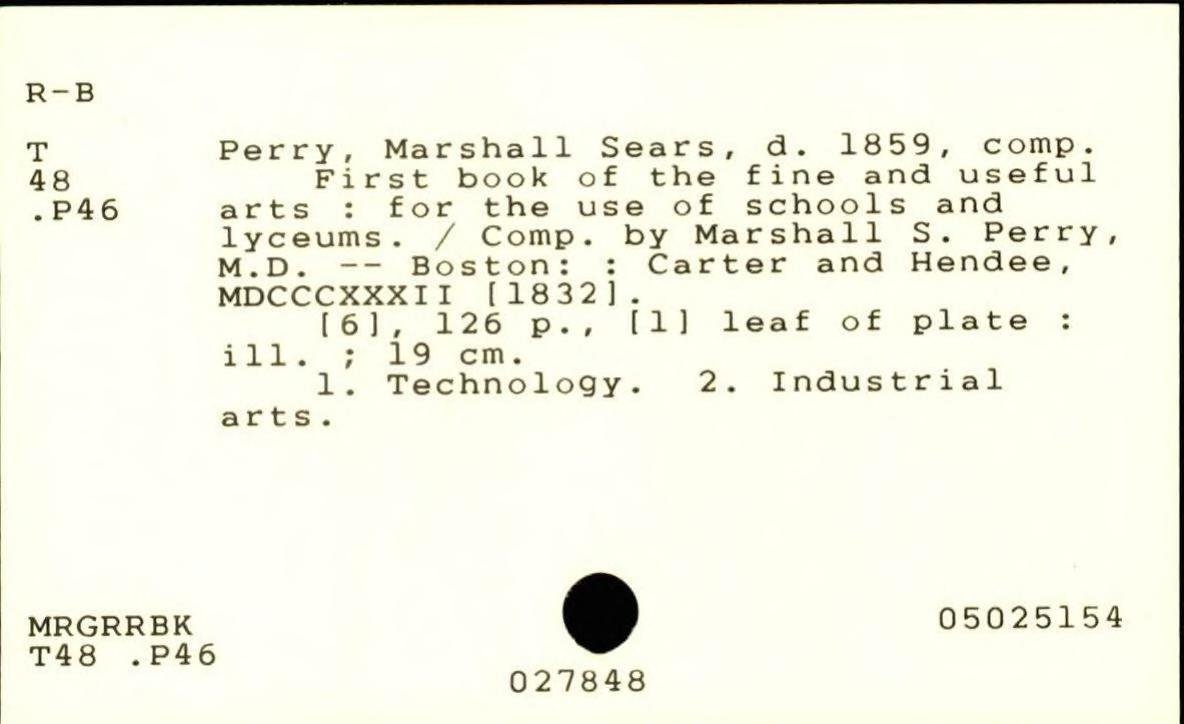 R-B
T
48
.P46
Perry, Marshall Sears, d. 1859, comp.
First book of the fine and useful
arts : for the use of schools and
lyceums. / Comp. by Marshall S. Perry,
M.D. -- Boston: : Carter and Hendee,
MDCCCXXXII [1832].
[6], 126 p., [1] leaf of plate :
ill. ; 19 cm.
1. Technology. 2. Industrial
arts.
MRGRRBK
T48 .P46
027848
05025154